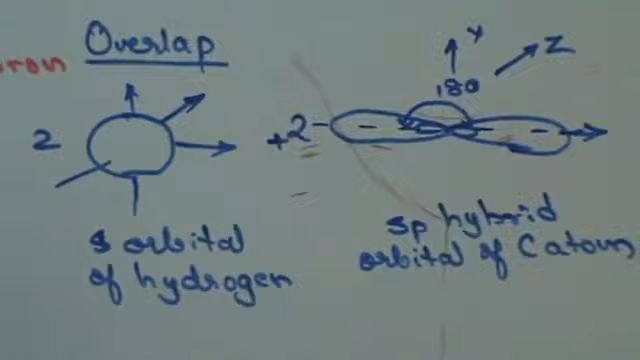 Overlap
Y
Z
180
2
+2
s orbital
of hydrogen
sp hybrid
orbital of C atom